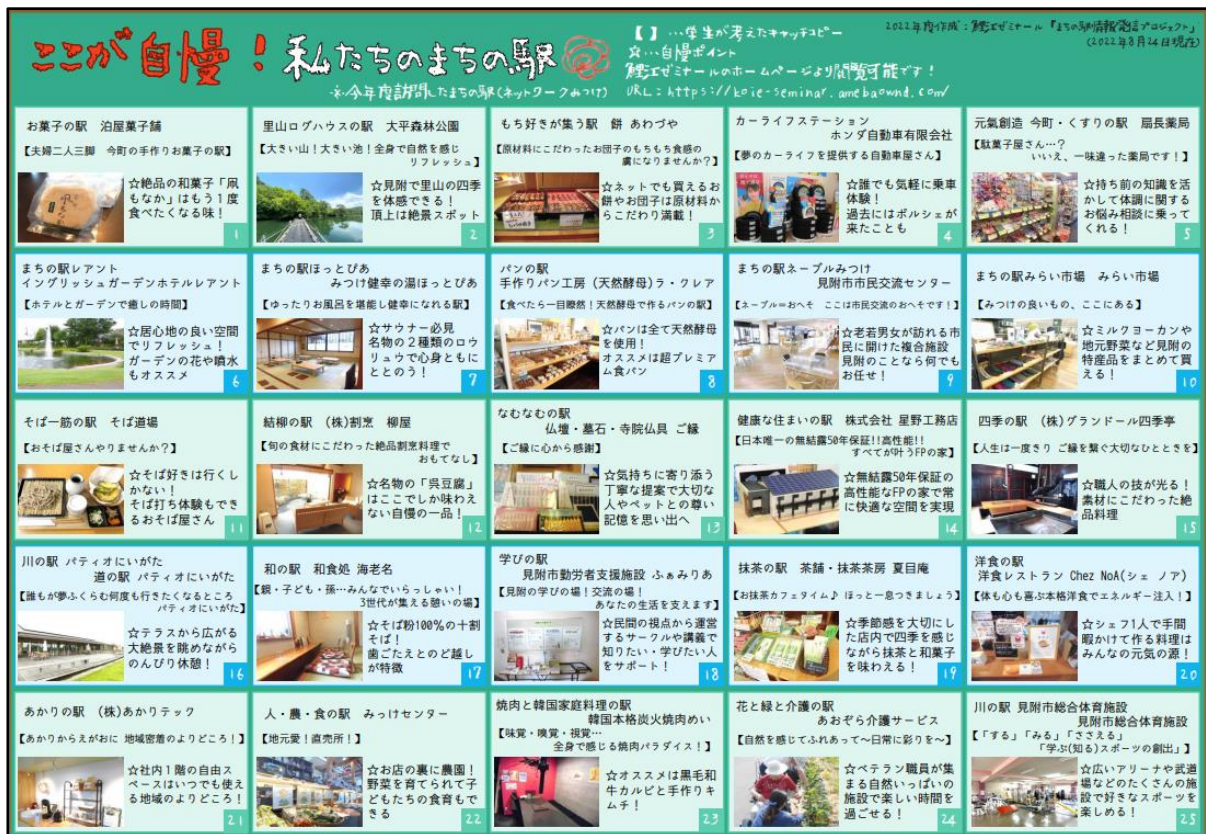 ここが自慢！私たちのまちの駅
※今年度訪問したまちの駅(ネットワークみつけ)
【 】…学生が考えたキャッチコピー
☆…自慢ポイント
鯉江ゼミナールのホームページより閲覧可能です！
URL：https://koie-seminar.amebaownd.com/
2022年度作成：鯉江ゼミナール『まちの駅情報発信プロジェクト』
(2022年8月24日現在)
お菓子の駅 泊屋菓子舗
【夫婦二人三脚 今町の手作りお菓子の駅】
☆絶品の和菓子「凧
もなか」はもう1度
食べたくなる味！
1
里山ログハウスの駅 大平森林公園
【大きい山！大きい池！全身で自然を感じ
リフレッシュ】
☆見附で里山の四季
を体感できる！
頂上は絶景スポット
2
もち好きが集う駅 餅 あわづや
【原材料にこだわったお団子のもちもち食感の
虜になりませんか？】
☆ネットでも買えるお
餅やお団子は原材料か
らこだわり満載！
3
カーライフステーション
ホンダ自動車有限会社
【夢のカーライフを提供する自動車屋さん】
☆誰でも気軽に乗車
体験！
過去にはポルシェが
来たことも
4
元氣創造 今町・くすりの駅 扇長薬局
【駄菓子屋さん…？
いいえ、一味違った薬局です！】
☆持ち前の知識を活
かして体調に関する
お悩み相談に乗って
くれる！
5
まちの駅レアント
イングリッシュガーデンホテルレアント
【ホテルとガーデンで癒しの時間】
☆居心地の良い空間
でリフレッシュ！
ガーデンの花や噴水
もオススメ
6
まちの駅ほっとぴあ
みつけ健幸の湯ほっとぴあ
【ゆったりお風呂を堪能し健幸になれる駅】
☆サウナー必見
名物の２種類のロウ
リュウで心身ともに
ととのう！
7
パンの駅
手作りパン工房（天然酵母）ラ・クレア
【食べたら一目瞭然！天然酵母で作るパンの駅】
☆パンは全て天然酵母
を使用！
オススメは超プレミア
ム食パン
8
まちの駅ネーブルみつけ
見附市市民交流センター
【ネーブル＝おへそ ここは市民交流のおへそです！】
☆老若男女が訪れる市
民に開けた複合施設
見附のことなら何でも
お任せ！
9
まちの駅みらい市場 みらい市場
【みつけの良いもの、ここにある】
☆ミルクヨーカンや
地元野菜など見附の
特産品をまとめて買
える！
10
そば一筋の駅 そば道場
【おそば屋さんやりませんか？】
☆そば好きは行くし
かない！
そば打ち体験もでき
るおそば屋さん
11
結柳の駅 (株)割烹 柳屋
【旬の食材にこだわった絶品割烹料理で
おもてなし】
☆名物の「呉豆腐」
はここでしか味わえ
ない自慢の一品！
12
なむなむの駅
仏壇・墓石・寺院仏具 ご縁
【ご縁に心から感謝】
☆気持ちに寄り添う
丁寧な提案で大切な
人やペットとの尊い
記憶を思い出へ
13
健康な住まいの駅 株式会社 星野工務店
【日本唯一の無結露50年保証!!高性能!!
すべてが叶うFPの家】
☆無結露50年保証の
高性能なFPの家で常
に快適な空間を実現
14
四季の駅 (株)グランドール四季亭
【人生は一度きり ご縁を繋ぐ大切なひとときを】
☆職人の技が光る！
素材にこだわった絶
品料理
15
川の駅 パティオにいがた
道の駅 パティオにいがた
【誰もが夢ふくらむ何度も行きたくなるところ
パティオにいがた】
☆テラスから広がる
大絶景を眺めながら
のんびり休憩！
16
和の駅 和食処 海老名
【親・子ども・孫…みんなでいらっしゃい！
3世代が集える憩いの場】
☆そば粉100％の十割
そば！
歯ごたえとのど越し
が特徴
17
学びの駅
見附市勤労者支援施設 ふぁみりあ
【見附の学びの場！交流の場！
あなたの生活を支えます】
☆民間の視点から運営
するサークルや講義で
知りたい・学びたい人
をサポート！
18
抹茶の駅 茶舗・抹茶茶房 夏目庵
【お抹茶カフェタイム♪ ほっと一息つきましょう】
☆季節感を大切にし
た店内で四季を感じ
ながら抹茶と和菓子
を味わえる！
19
洋食の駅
洋食レストラン Chez NoA(シェ ノア)
【体も心も喜ぶ本格洋食でエネルギー注入！】
☆シェフ1人で手間
暇かけて作る料理は
みんなの元気の源！
20
あかりの駅 (株)あかりテック
【あかりからえがおに 地域密着のよりどころ！】
☆社内１階の自由ス
ペースはいつでも使え
る地域のよりどころ！
21
人・農・食の駅 みっけセンター
【地元愛！直売所！】
☆お店の裏に農園！
野菜を育てられて子
どもたちの食育もで
きる
22
焼肉と韓国家庭料理の駅
韓国本格炭火焼肉めい
【味覚・嗅覚・視覚…
全身で感じる焼肉パラダイス！】
☆オススメは黒毛和
牛カルビと手作りキ
ムチ！
23
花と緑と介護の駅
あおぞら介護サービス
【自然を感じてふれあって～日常に彩りを～】
☆ベテラン職員が集
まる自然いっぱいの
施設で楽しい時間を
過ごせる！
24
川の駅 見附市総合体育施設
見附市総合体育施設
【「する」「みる」「ささえる」
「学ぶ(知る)スポーツの創出」】
☆広いアリーナや武道
場などのたくさんの施
設で好きなスポーツを
楽しめる！
25